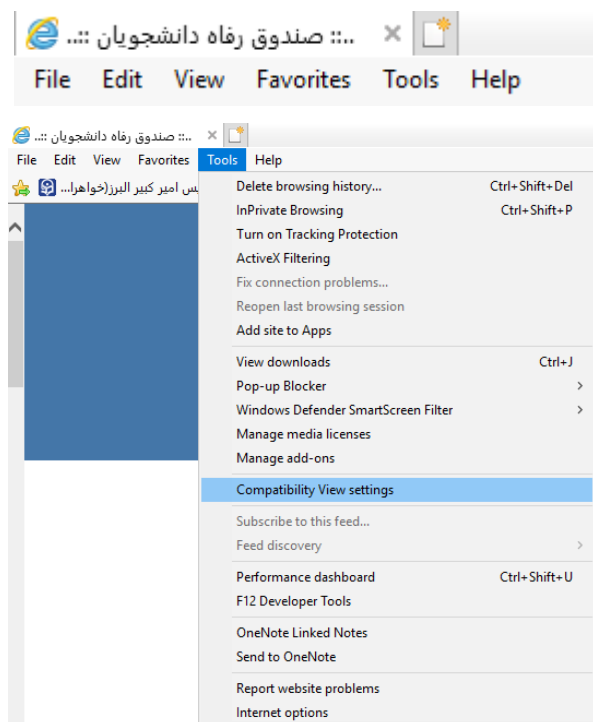 ..:: صندوق رفاه دانشجویان ::..
File Edit View Favorites Tools Help
..:: صندوق رفاه دانشجویان ::..
File Edit View Favorites Tools Help
یس امیر کبیر البرز(خواهرا...
Delete browsing history... Ctrl+Shift+Del
InPrivate Browsing Ctrl+Shift+P
Turn on Tracking Protection
ActiveX Filtering
Fix connection problems...
Reopen last browsing session
Add site to Apps
View downloads Ctrl+J
Pop-up Blocker
Windows Defender SmartScreen Filter
Manage media licenses
Manage add-ons
Compatibility View settings
Subscribe to this feed...
Feed discovery
Performance dashboard Ctrl+Shift+U
F12 Developer Tools
OneNote Linked Notes
Send to OneNote
Report website problems
Internet options